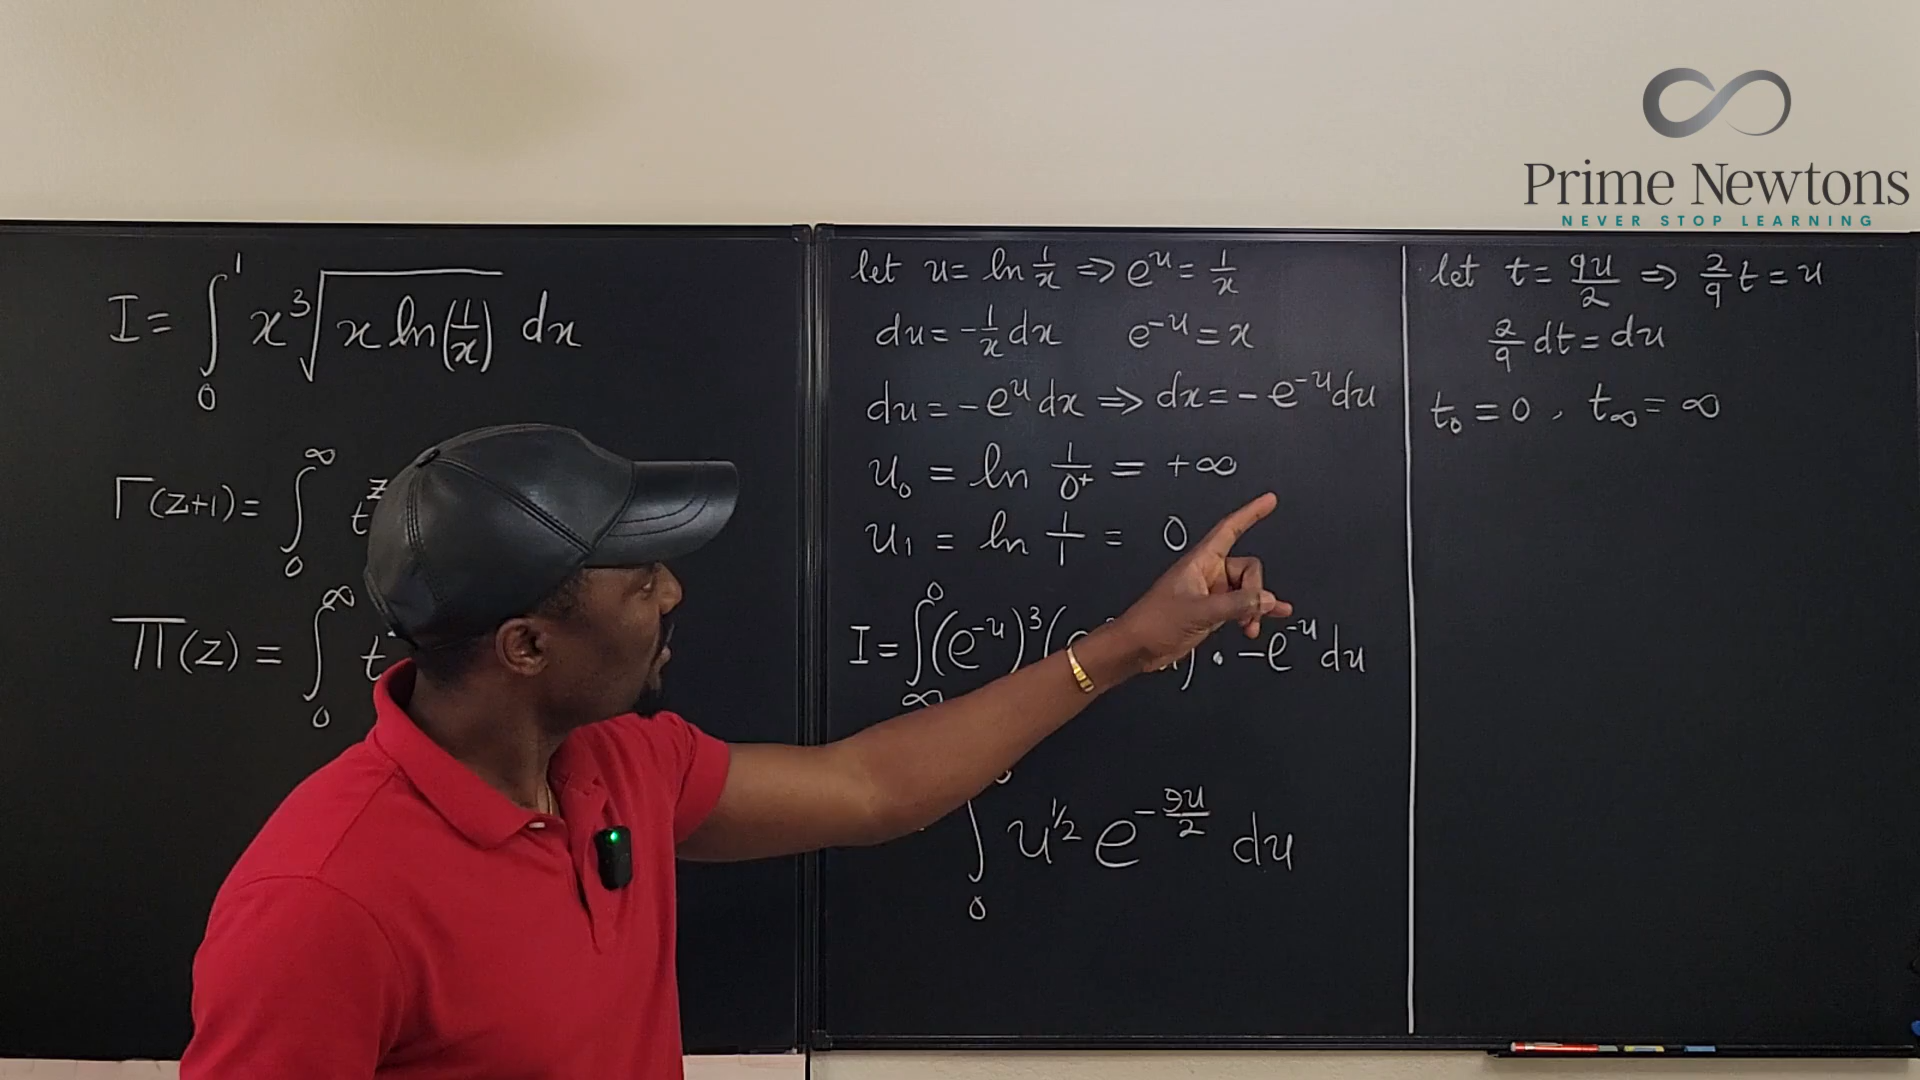 Prime Newtons
NEVER STOP LEARNING
I = ∫₀¹ x³√(x ln(1/x)) dx
Γ(z+1) = ∫₀^∞ t^z
Π(z) = ∫₀^∞ t
let u = ln 1/x => e^u = 1/x
du = -1/x dx e^-u = x
du = -e^u dx => dx = -e^-u du
u₀ = ln 1/0⁺ = +∞
u₁ = ln 1/1 = 0
I = ∫_∞^0 (e^-u)³ ( · -e^-u du
∫₀ u^1/2 e^-9u/2 du
let t = 9u/2 => 2/9 t = u
2/9 dt = du
t₀ = 0 , t_∞ = ∞